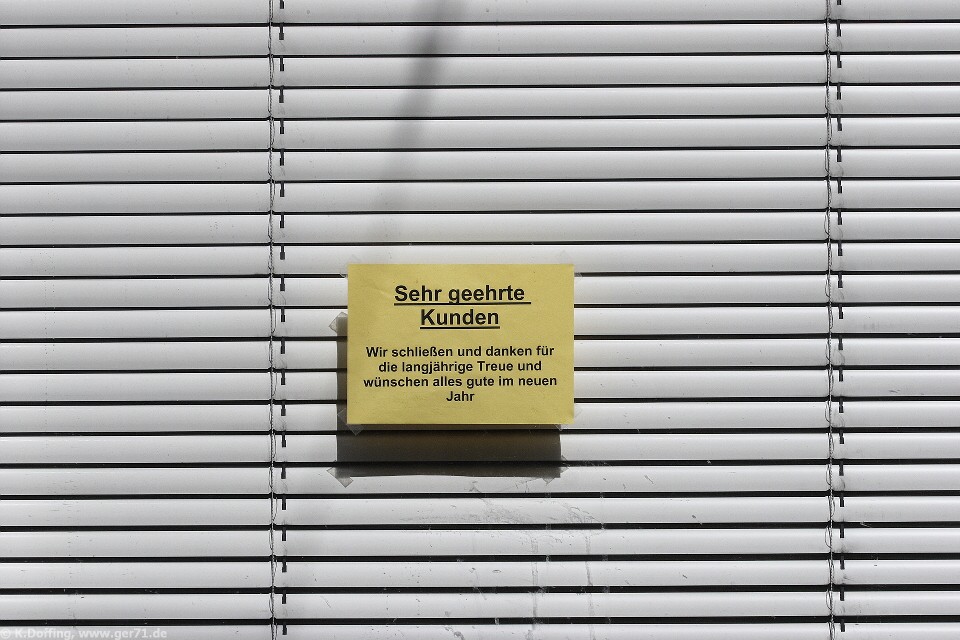 Sehr geehrte
Kunden
Wir schließen und danken für
die langjährige Treue und
wünschen alles gute im neuen
Jahr
© K.Dorfing, www.ger71.de